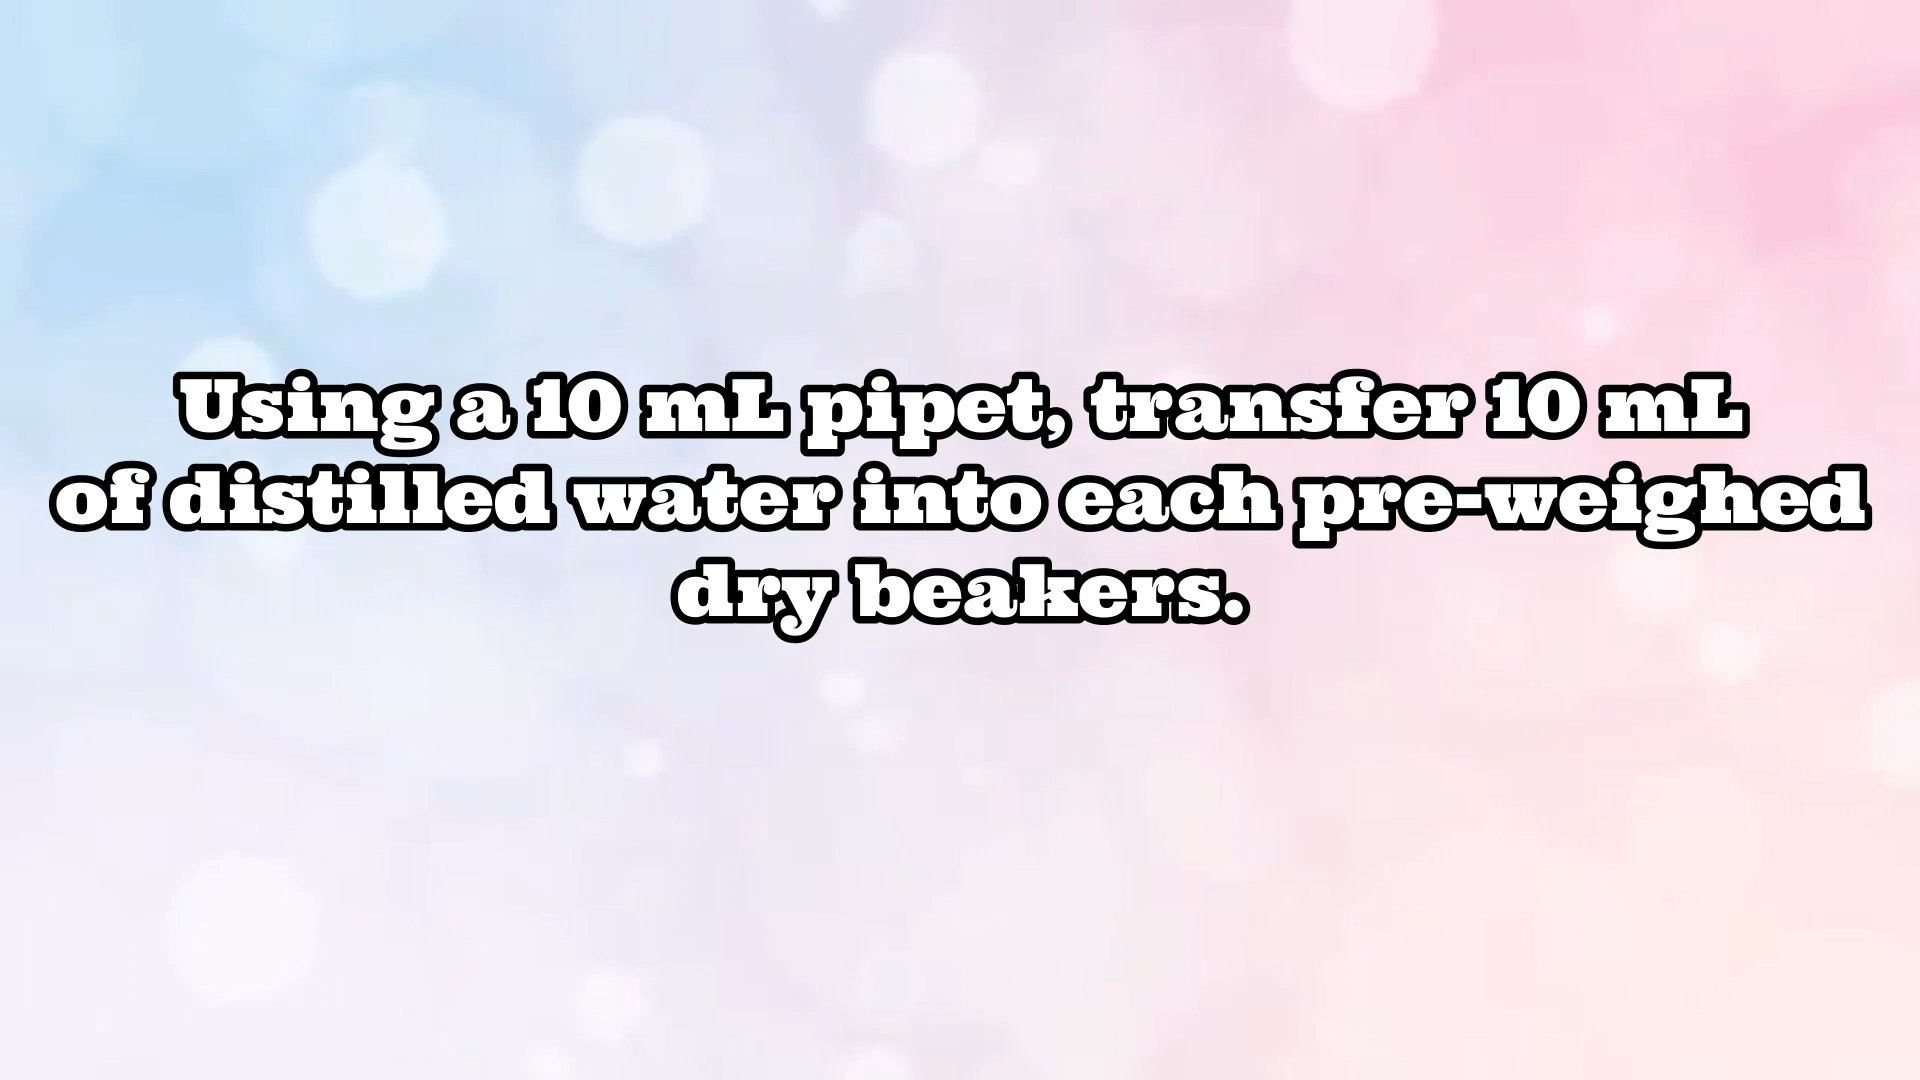 Using a 10 mL pipet, transfer 10 mL
of distilled water into each pre-weighed
dry beakers.